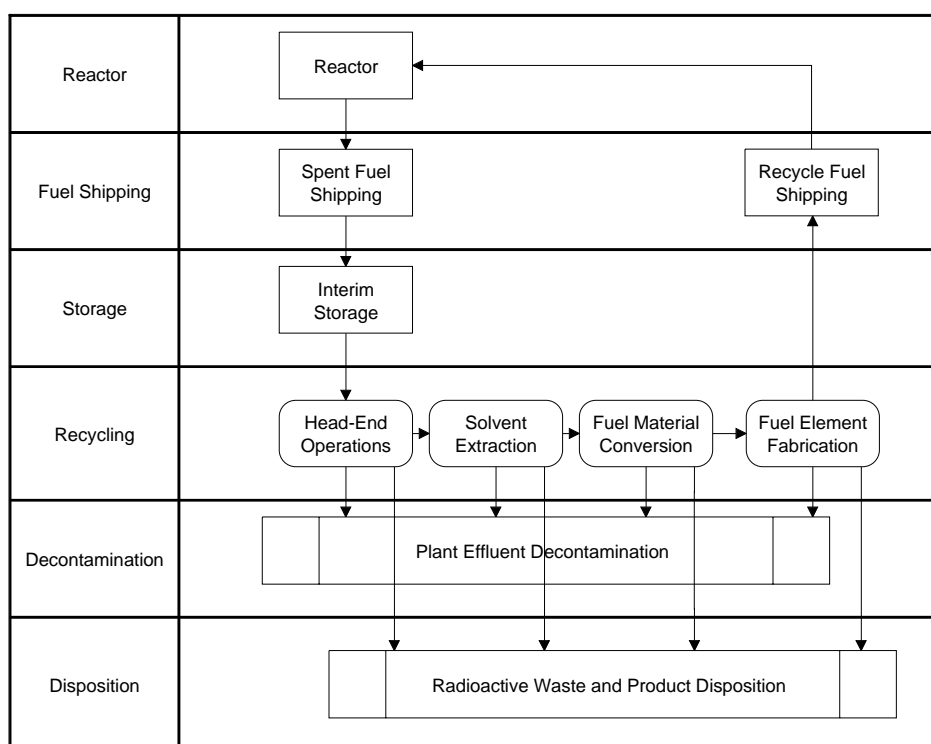 Reactor
Reactor
Fuel Shipping
Spent Fuel
Shipping
Recycle Fuel
Shipping
Storage
Interim
Storage
Recycling
Head-End
Operations
Solvent
Extraction
Fuel Material
Conversion
Fuel Element
Fabrication
Decontamination
Plant Effluent Decontamination
Disposition
Radioactive Waste and Product Disposition